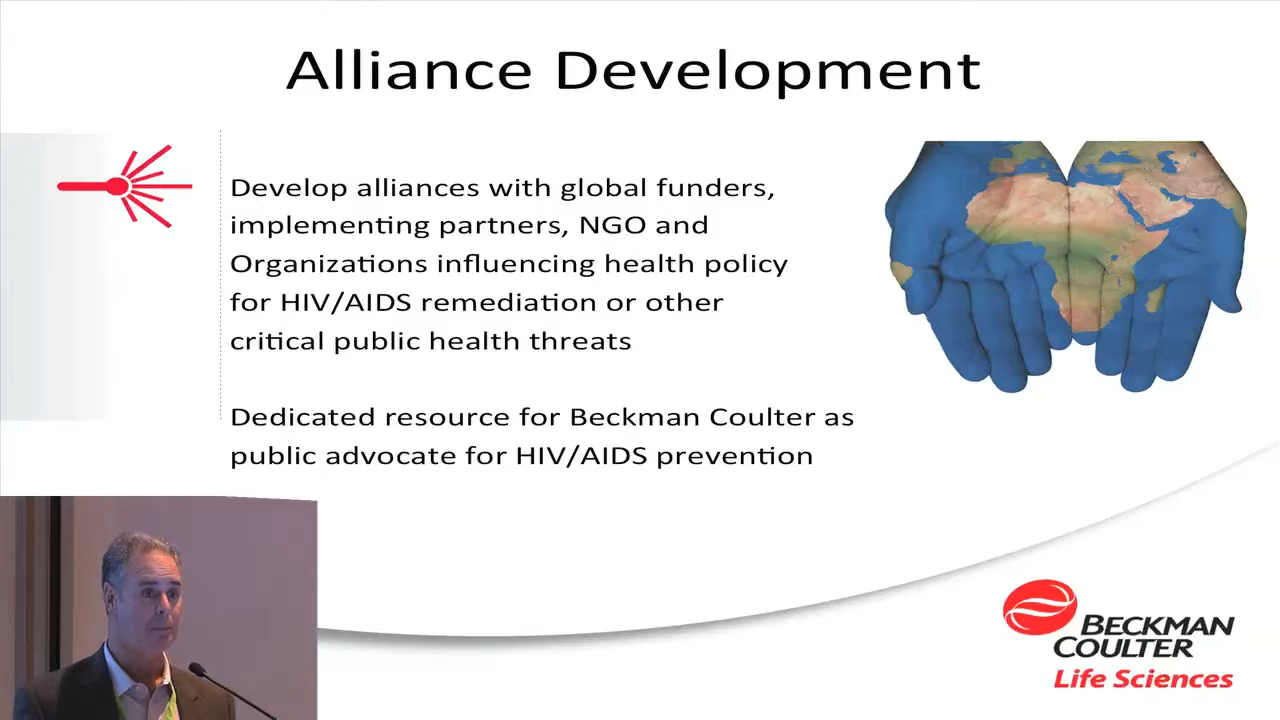 Alliance Development
Develop alliances with global funders,
implementing partners, NGO and
Organizations influencing health policy
for HIV/AIDS remediation or other
critical public health threats
Dedicated resource for Beckman Coulter as
public advocate for HIV/AIDS prevention
BECKMAN
COULTER
Life Sciences